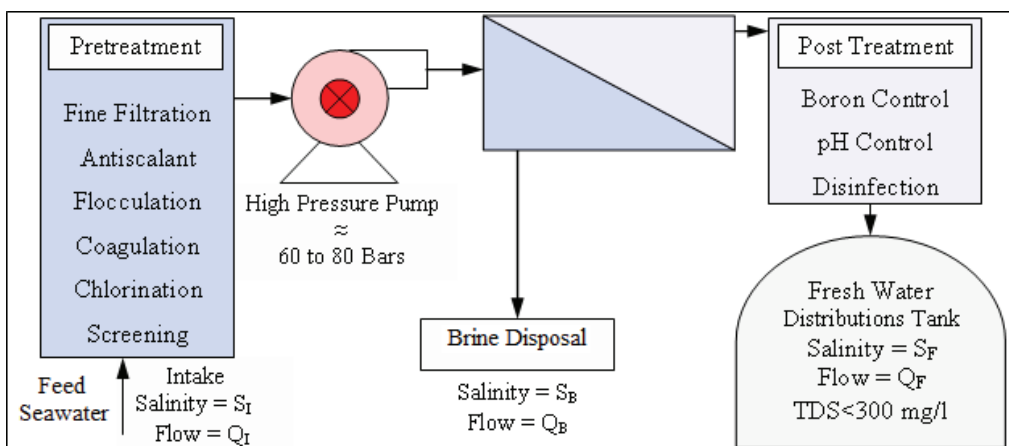 Pretreatment
Fine Filtration
Antiscalant
Flocculation
Coagulation
Chlorination
Screening
Feed
Seawater
Intake
Salinity = S_I
Flow = Q_I
High Pressure Pump
≈
60 to 80 Bars
Brine Disposal
Salinity = S_B
Flow = Q_B
Post Treatment
Boron Control
pH Control
Disinfection
Fresh Water
Distributions Tank
Salinity = S_F
Flow = Q_F
TDS<300 mg/l